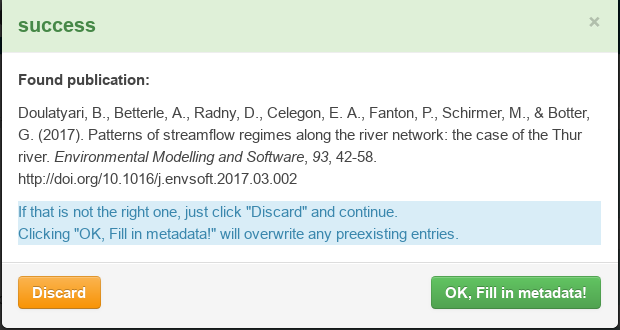 success
×
Found publication:
Doulatyari, B., Betterle, A., Radny, D., Celegon, E. A., Fanton, P., Schirmer, M., & Botter,
G. (2017). Patterns of streamflow regimes along the river network: the case of the Thur
river. Environmental Modelling and Software, 93, 42-58.
http://doi.org/10.1016/j.envsoft.2017.03.002
If that is not the right one, just click "Discard" and continue.
Clicking "OK, Fill in metadata!" will overwrite any preexisting entries.
Discard
OK, Fill in metadata!